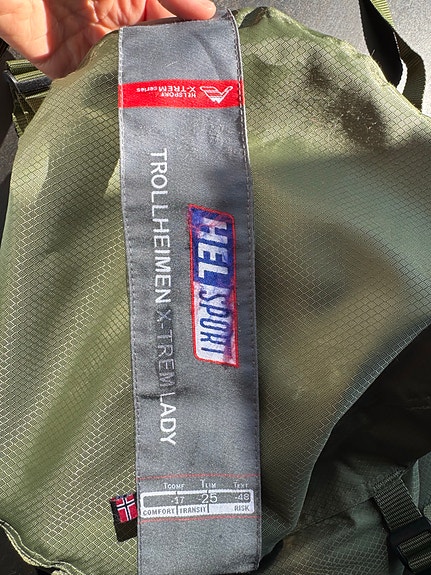 HELSPORT
X-TREM series
HELSPORT
TROLLHEIMEN X-TREM LADY
TCOMF TLIM TEXT
-17 -25 -48
COMFORT TRANSIT RISK